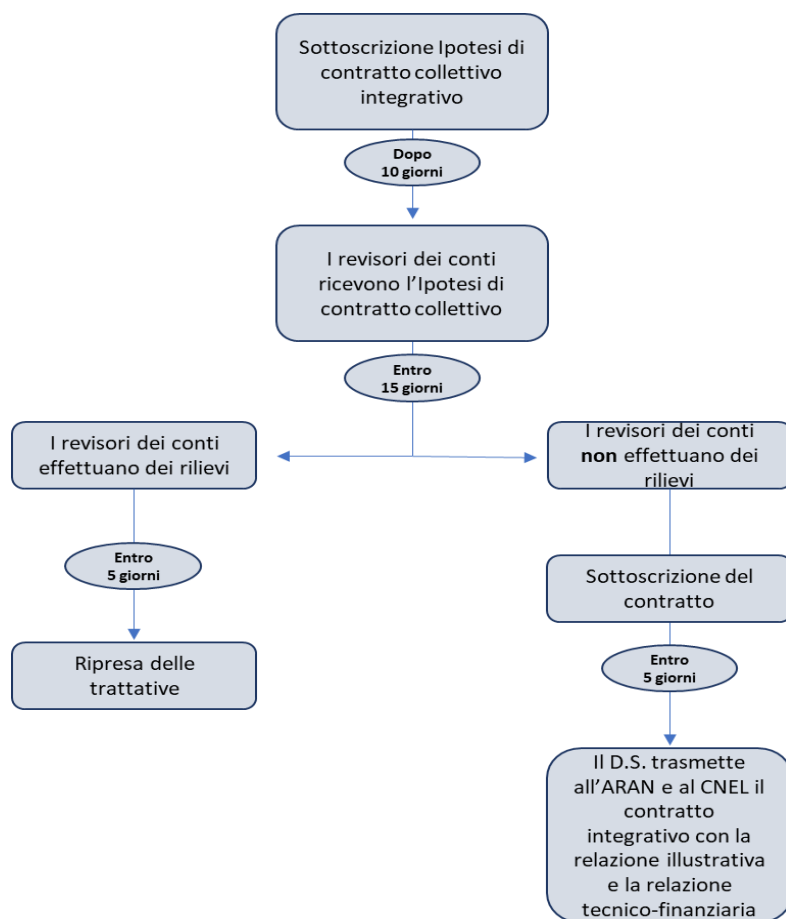 Sottoscrizione Ipotesi di
contratto collettivo
integrativo
Dopo
10 giorni
I revisori dei conti
ricevono l'Ipotesi di
contratto collettivo
Entro
15 giorni
I revisori dei conti
effettuano dei rilievi
I revisori dei conti
non effettuano dei
rilievi
Entro
5 giorni
Sottoscrizione del
contratto
Ripresa delle
trattative
Entro
5 giorni
Il D.S. trasmette
all'ARAN e al CNEL il
contratto
integrativo con la
relazione illustrativa
e la relazione
tecnico-finanziaria